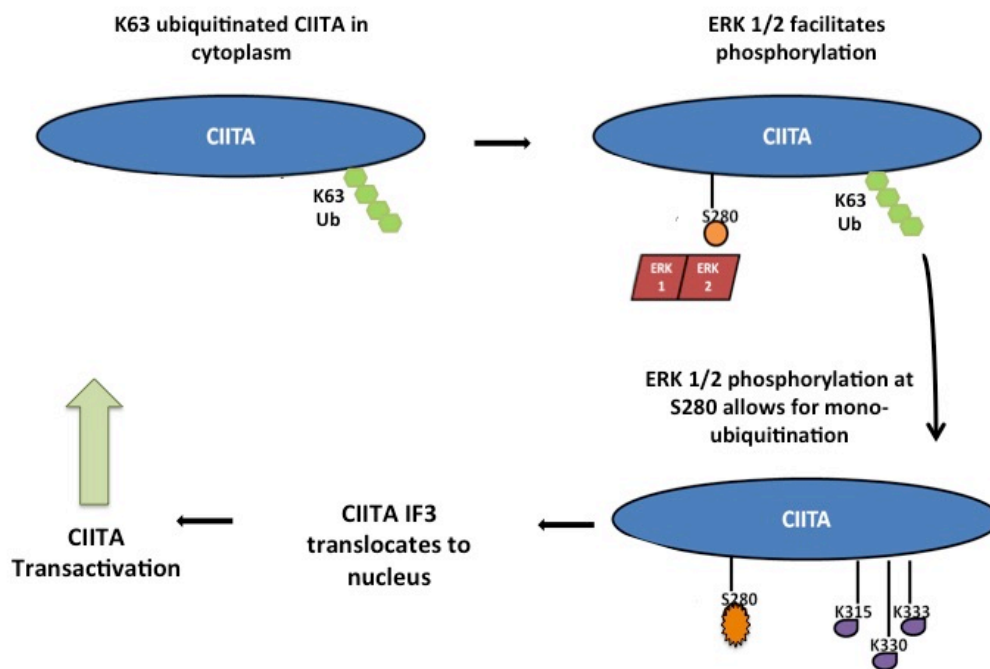 K63 ubiquitinated CIITA in
cytoplasm
ERK 1/2 facilitates
phosphorylation
CIITA
K63
Ub
CIITA
S280
K63
Ub
ERK
1
ERK
2
ERK 1/2 phosphorylation at
S280 allows for mono-
ubiquitination
CIITA
S280
K315
K330
K333
CIITA IF3
translocates to
nucleus
CIITA
Transactivation